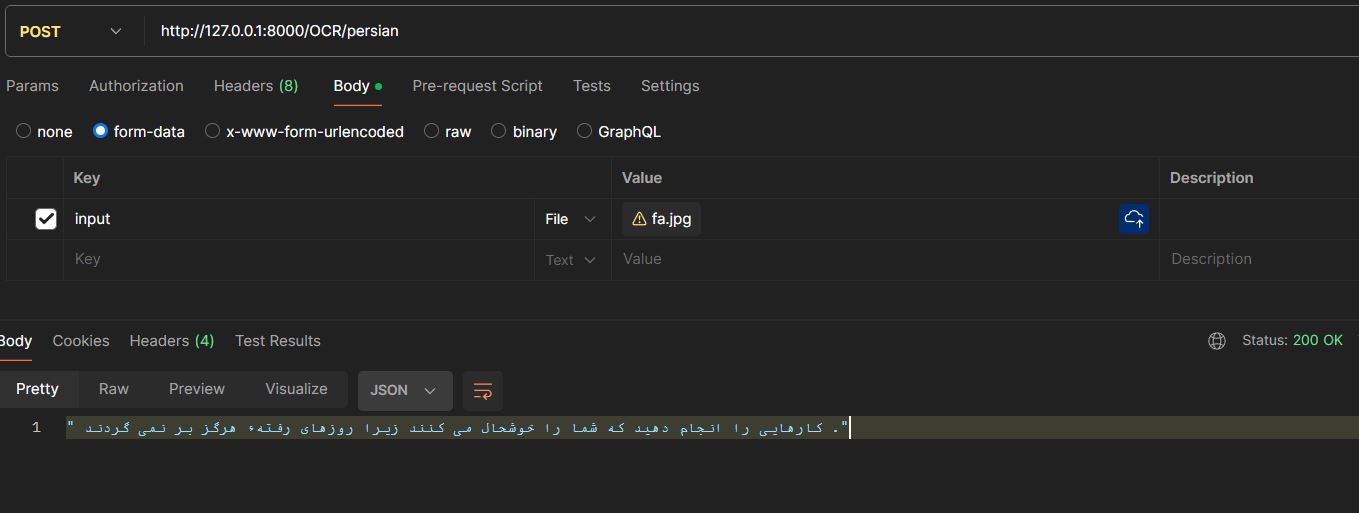 POST http://127.0.0.1:8000/OCR/persian
Params Authorization Headers (8) Body Pre-request Script Tests Settings
none form-data x-www-form-urlencoded raw binary GraphQL
Key Value Description
input File fa.jpg
Key Text Value Description
Body Cookies Headers (4) Test Results Status: 200 OK
Pretty Raw Preview Visualize JSON
1 " کارهایی را انجام دهید که شما را خوشحال می کنند زیرا روزهای رفتهء هرگز بر نمی گردند ."